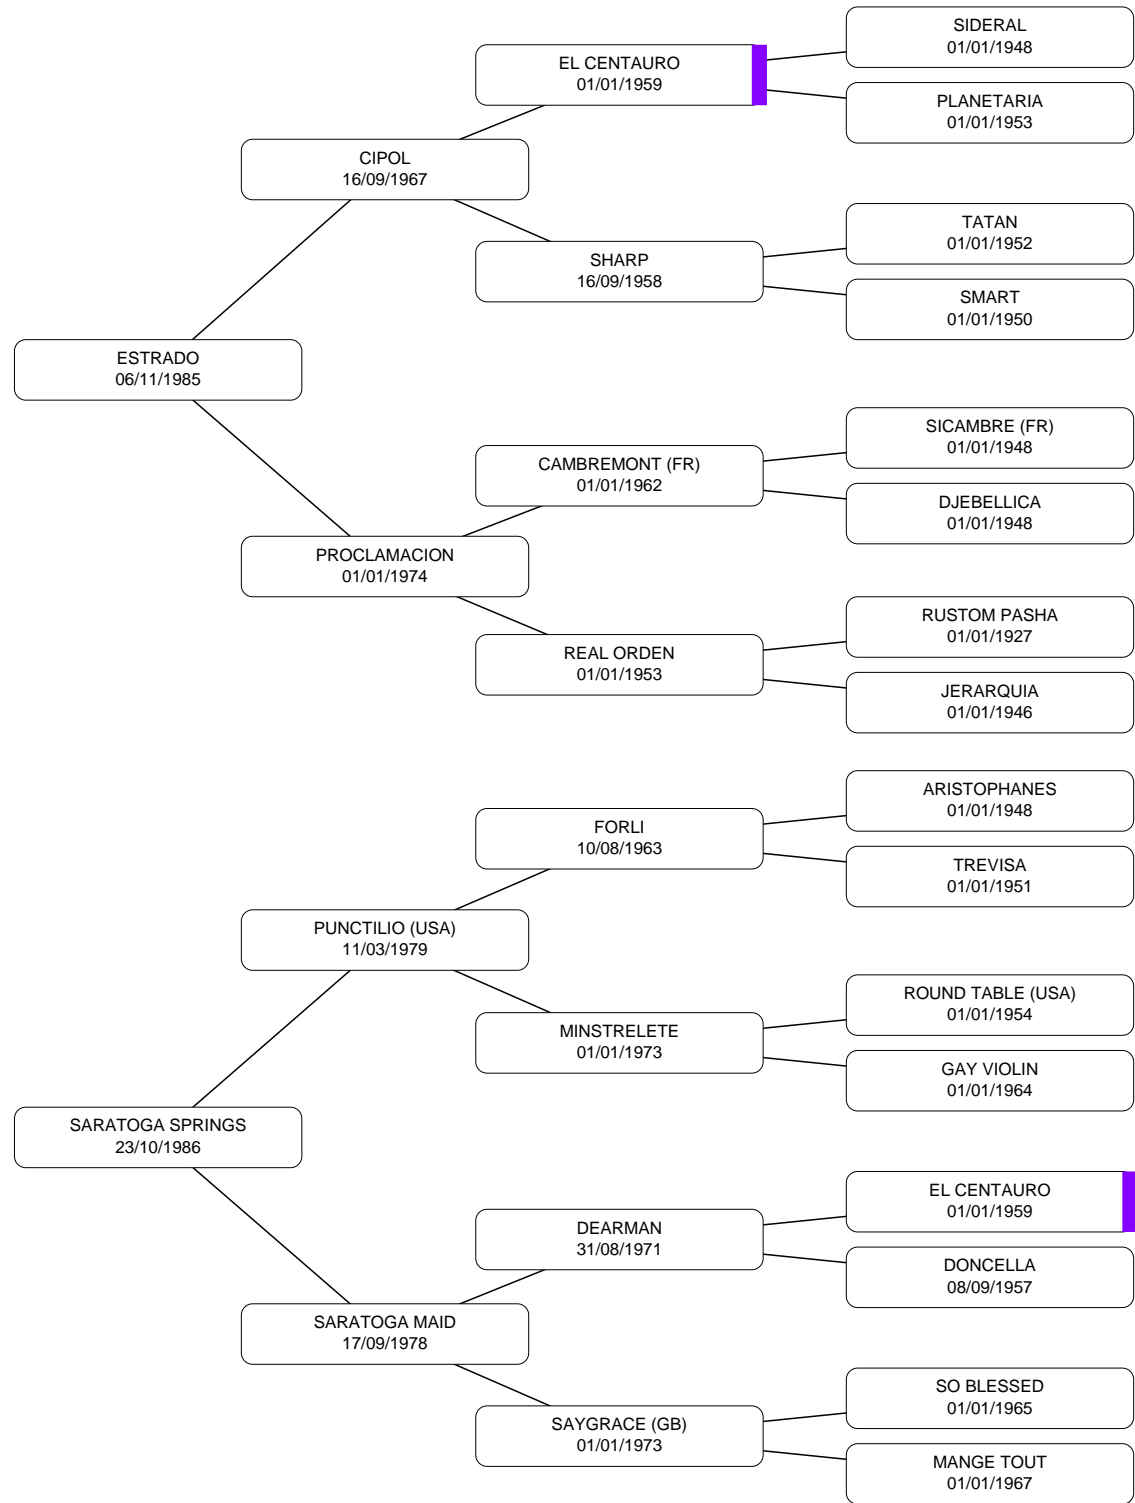 SIDERAL
01/01/1948
EL CENTAURO
01/01/1959
PLANETARIA
01/01/1953
CIPOL
16/09/1967
TATAN
01/01/1952
SHARP
16/09/1958
SMART
01/01/1950
ESTRADO
06/11/1985
SICAMBRE (FR)
01/01/1948
CAMBREMONT (FR)
01/01/1962
DJEBELLICA
01/01/1948
PROCLAMACION
01/01/1974
RUSTOM PASHA
01/01/1927
REAL ORDEN
01/01/1953
JERARQUIA
01/01/1946
ARISTOPHANES
01/01/1948
FORLI
10/08/1963
TREVISA
01/01/1951
PUNCTILIO (USA)
11/03/1979
ROUND TABLE (USA)
01/01/1954
MINSTRELETE
01/01/1973
GAY VIOLIN
01/01/1964
SARATOGA SPRINGS
23/10/1986
EL CENTAURO
01/01/1959
DEARMAN
31/08/1971
DONCELLA
08/09/1957
SARATOGA MAID
17/09/1978
SO BLESSED
01/01/1965
SAYGRACE (GB)
01/01/1973
MANGE TOUT
01/01/1967